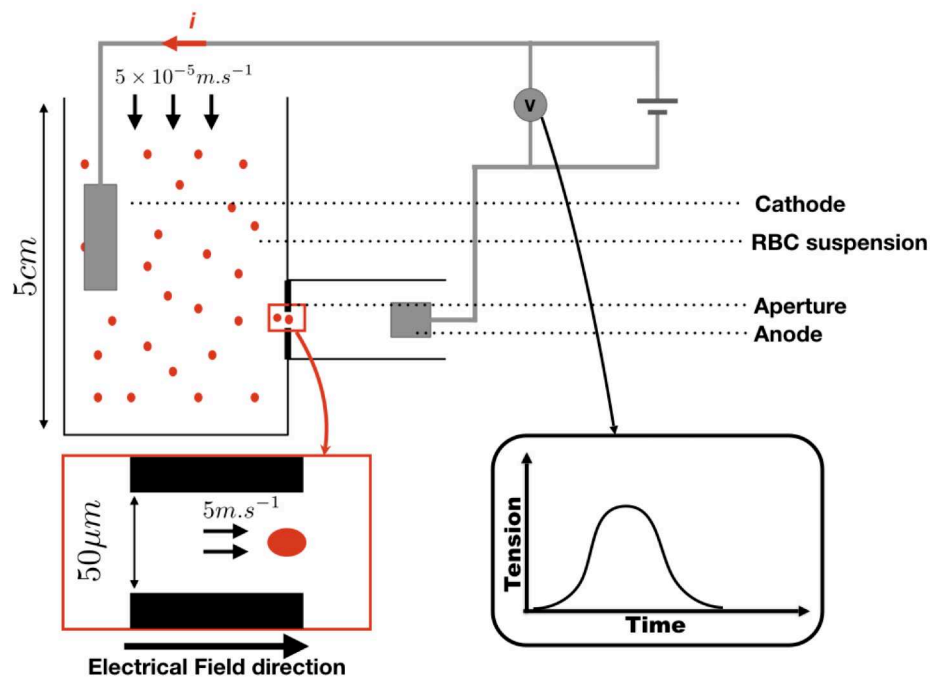 i
5 × 10⁻⁵m.s⁻¹
V
5cm
Cathode
RBC suspension
Aperture
Anode
50μm
5m.s⁻¹
Electrical Field direction
Tension
Time